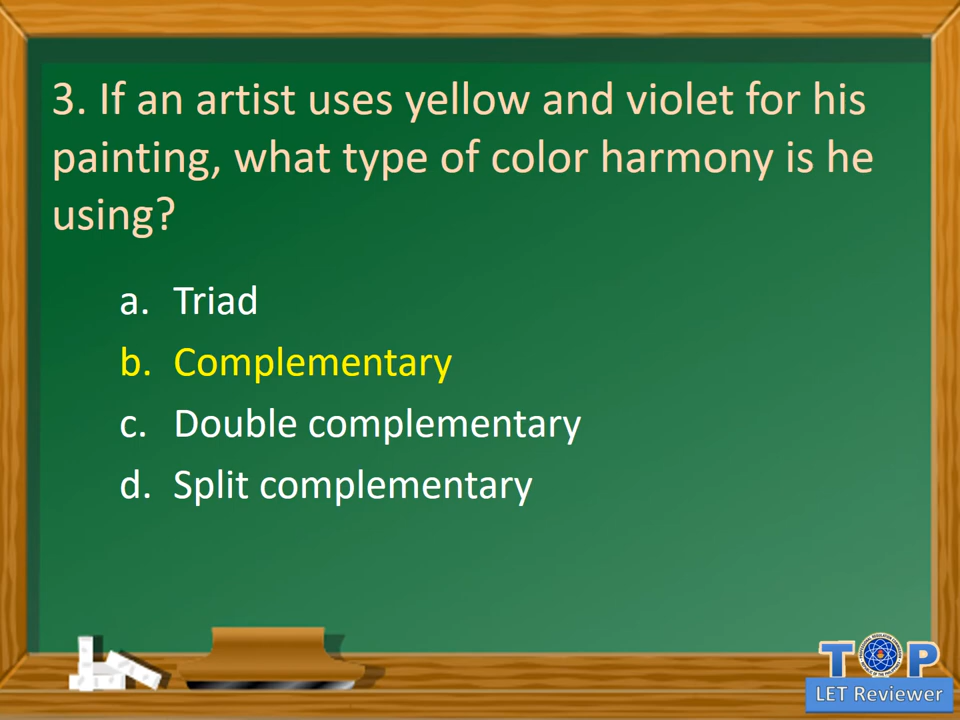 3. If an artist uses yellow and violet for his
painting, what type of color harmony is he
using?
a. Triad
b. Complementary
c. Double complementary
d. Split complementary
TOP
LET Reviewer